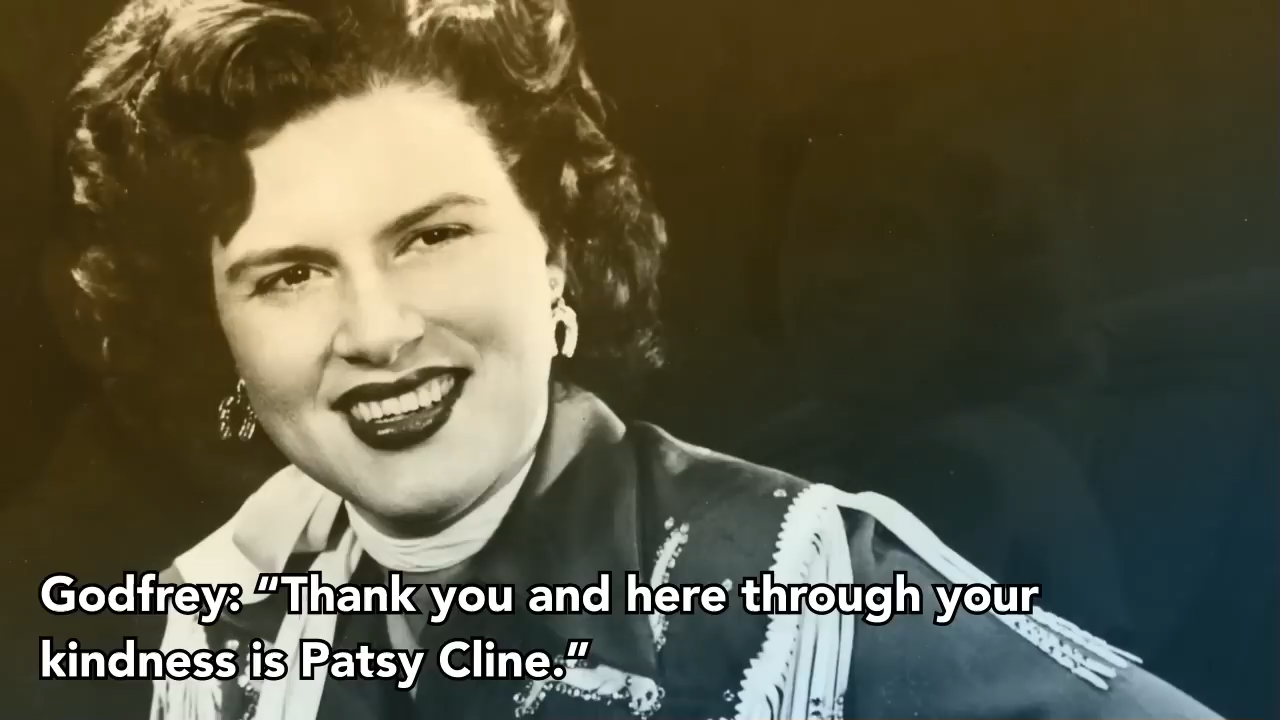 Godfrey: “Thank you and here through your
kindness is Patsy Cline.”